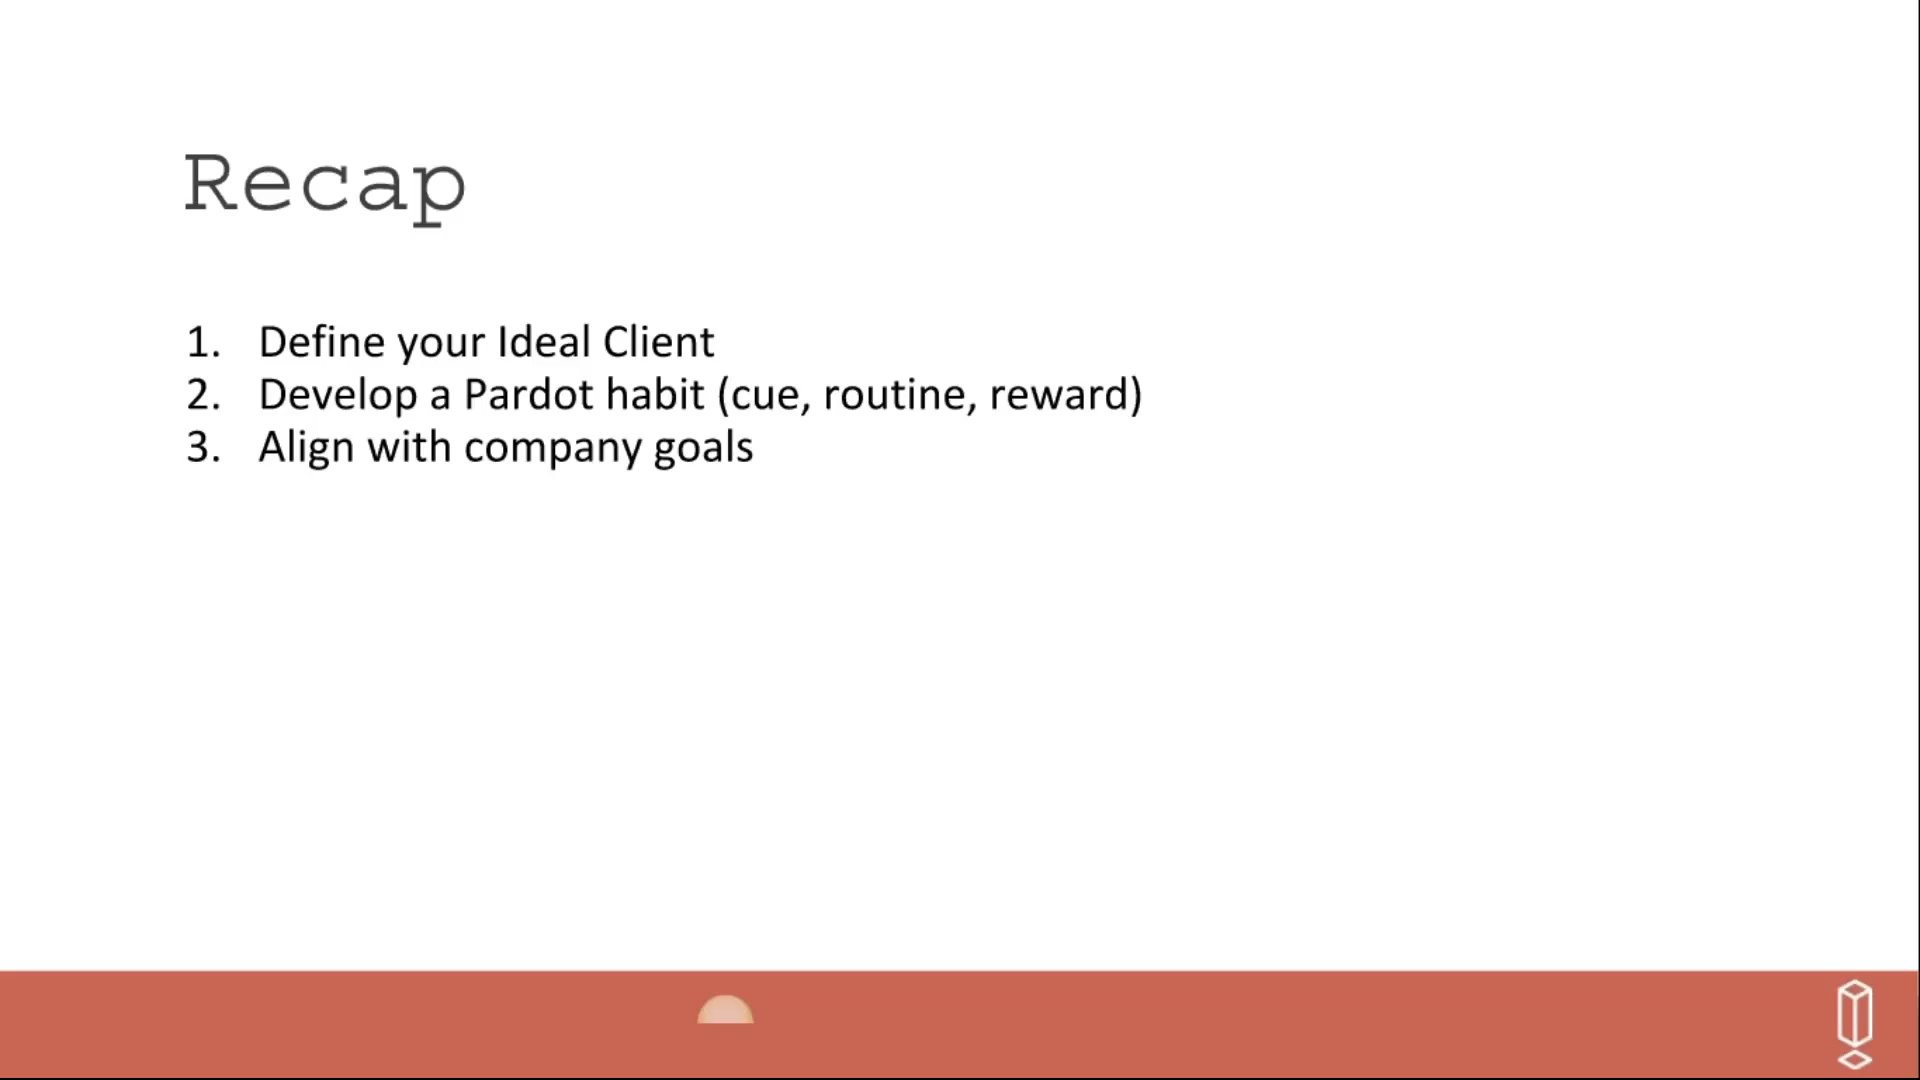 Recap
1. Define your Ideal Client
2. Develop a Pardot habit (cue, routine, reward)
3. Align with company goals